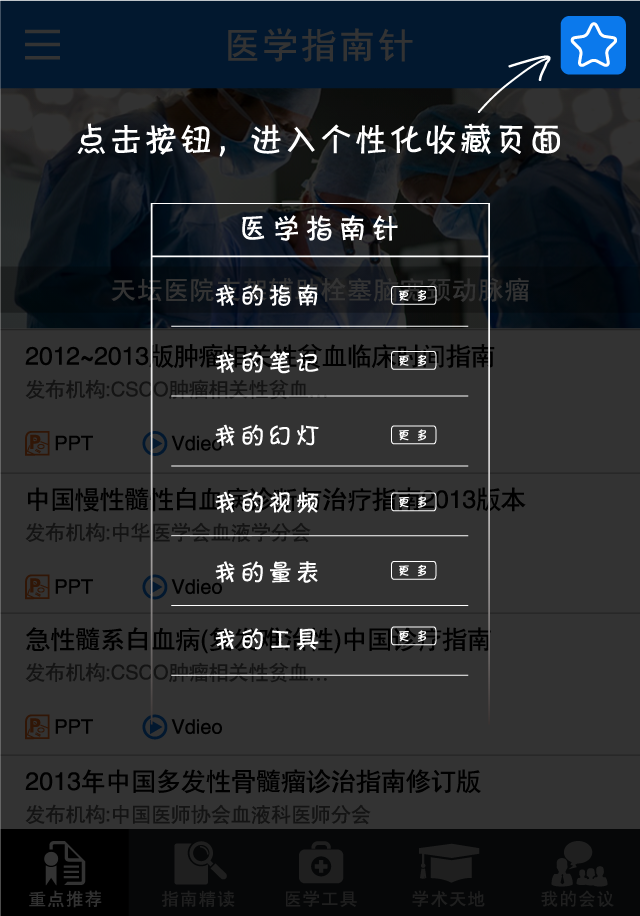 医学指南针
点击按钮，进入个性化收藏页面
医学指南针
天坛医院
栓塞脑
颈动脉瘤
我的指南 更多
2012~2013版肿瘤相关性贫血临床时间指南
发布机构:CSCO肿瘤相关性贫血...
我的笔记 更多
PPT Vdieo
我的幻灯 更多
中国慢性髓性白血病诊断与治疗指南2013版本
发布机构:中华医学会血液学分会
我的视频 更多
PPT Vdieo
我的量表 更多
急性髓系白血病(
)中国诊疗指南
发布机构:CSCO肿瘤相关性贫血...
我的工具 更多
PPT Vdieo
2013年中国多发性骨髓瘤诊治指南修订版
发布机构:中国医师协会血液科医师分会
重点推荐 指南精读 医学工具 学术天地 我的会议